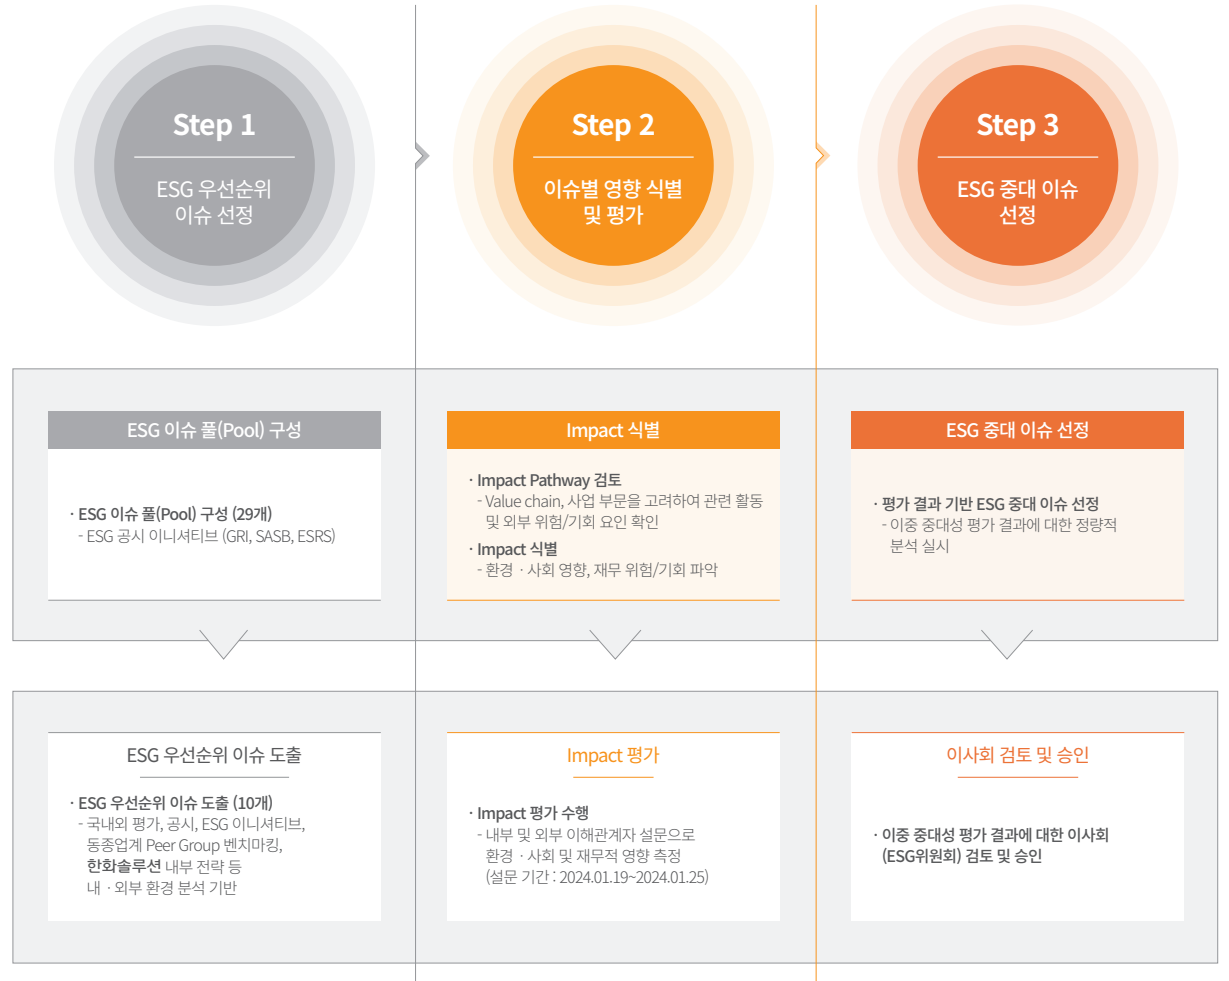 Step 1
ESG 우선순위
이슈 선정
Step 2
이슈별 영향 식별
및 평가
Step 3
ESG 중대 이슈
선정
ESG 이슈 풀(Pool) 구성
· ESG 이슈 풀(Pool) 구성 (29개)
- ESG 공시 이니셔티브 (GRI, SASB, ESRS)
Impact 식별
· Impact Pathway 검토
- Value chain, 사업 부문을 고려하여 관련 활동
및 외부 위험/기회 요인 확인
· Impact 식별
- 환경 · 사회 영향, 재무 위험/기회 파악
ESG 중대 이슈 선정
· 평가 결과 기반 ESG 중대 이슈 선정
- 이중 중대성 평가 결과에 대한 정량적
분석 실시
ESG 우선순위 이슈 도출
· ESG 우선순위 이슈 도출 (10개)
- 국내외 평가, 공시, ESG 이니셔티브,
동종업계 Peer Group 벤치마킹,
한화솔루션 내부 전략 등
내 · 외부 환경 분석 기반
Impact 평가
· Impact 평가 수행
- 내부 및 외부 이해관계자 설문으로
환경 · 사회 및 재무적 영향 측정
(설문 기간 : 2024.01.19~2024.01.25)
이사회 검토 및 승인
· 이중 중대성 평가 결과에 대한 이사회
(ESG위원회) 검토 및 승인